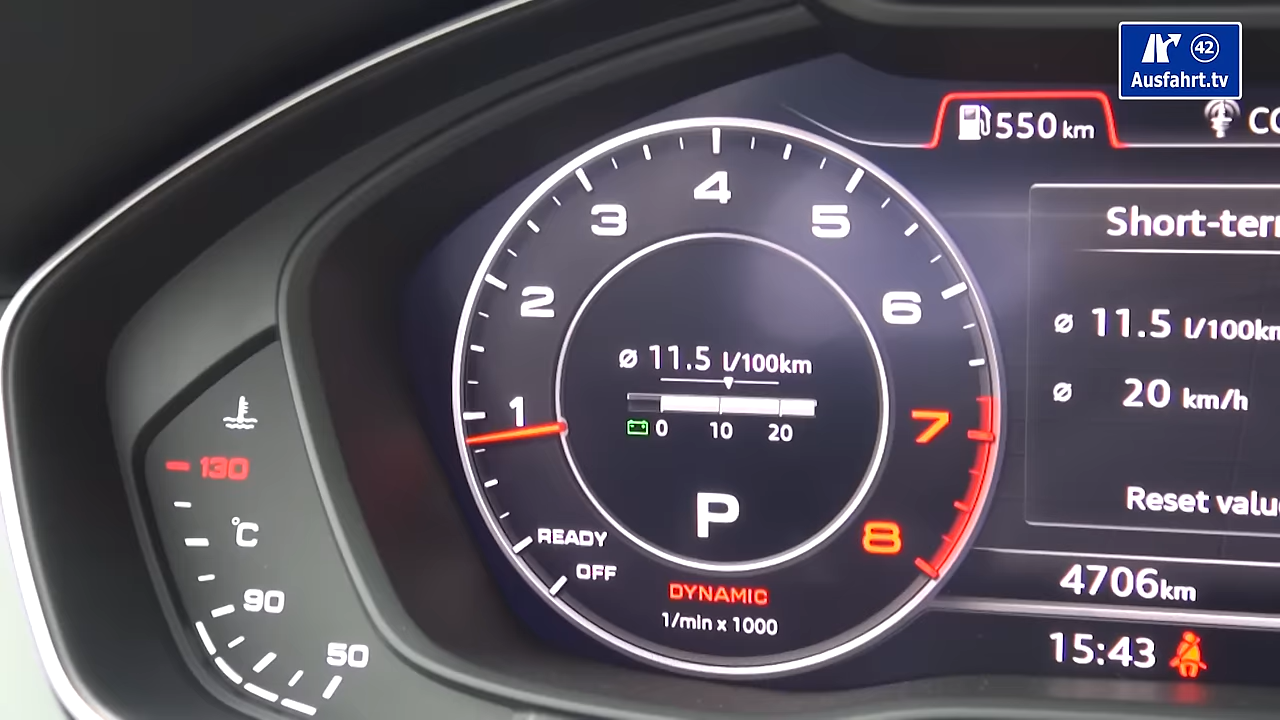 42
Ausfahrt.tv
550 km
Short-ter
ø 11.5 l/100km
ø 20 km/h
Reset valu
4706km
15:43
1
2
3
4
5
6
7
8
ø 11.5 l/100km
0 10 20
P
READY
OFF
DYNAMIC
1/min x 1000
130
°C
90
50